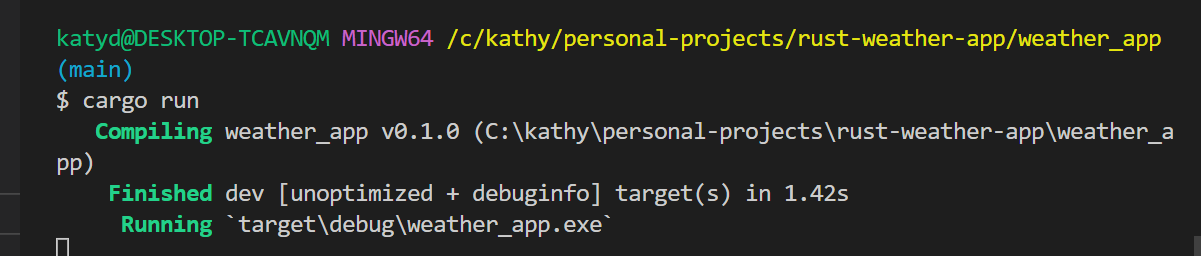 katyd@DESKTOP-TCAVNQM MINGW64 /c/kathy/personal-projects/rust-weather-app/weather_app
(main)
$ cargo run
   Compiling weather_app v0.1.0 (C:\kathy\personal-projects\rust-weather-app\weather_a
pp)
    Finished dev [unoptimized + debuginfo] target(s) in 1.42s
     Running `target\debug\weather_app.exe`